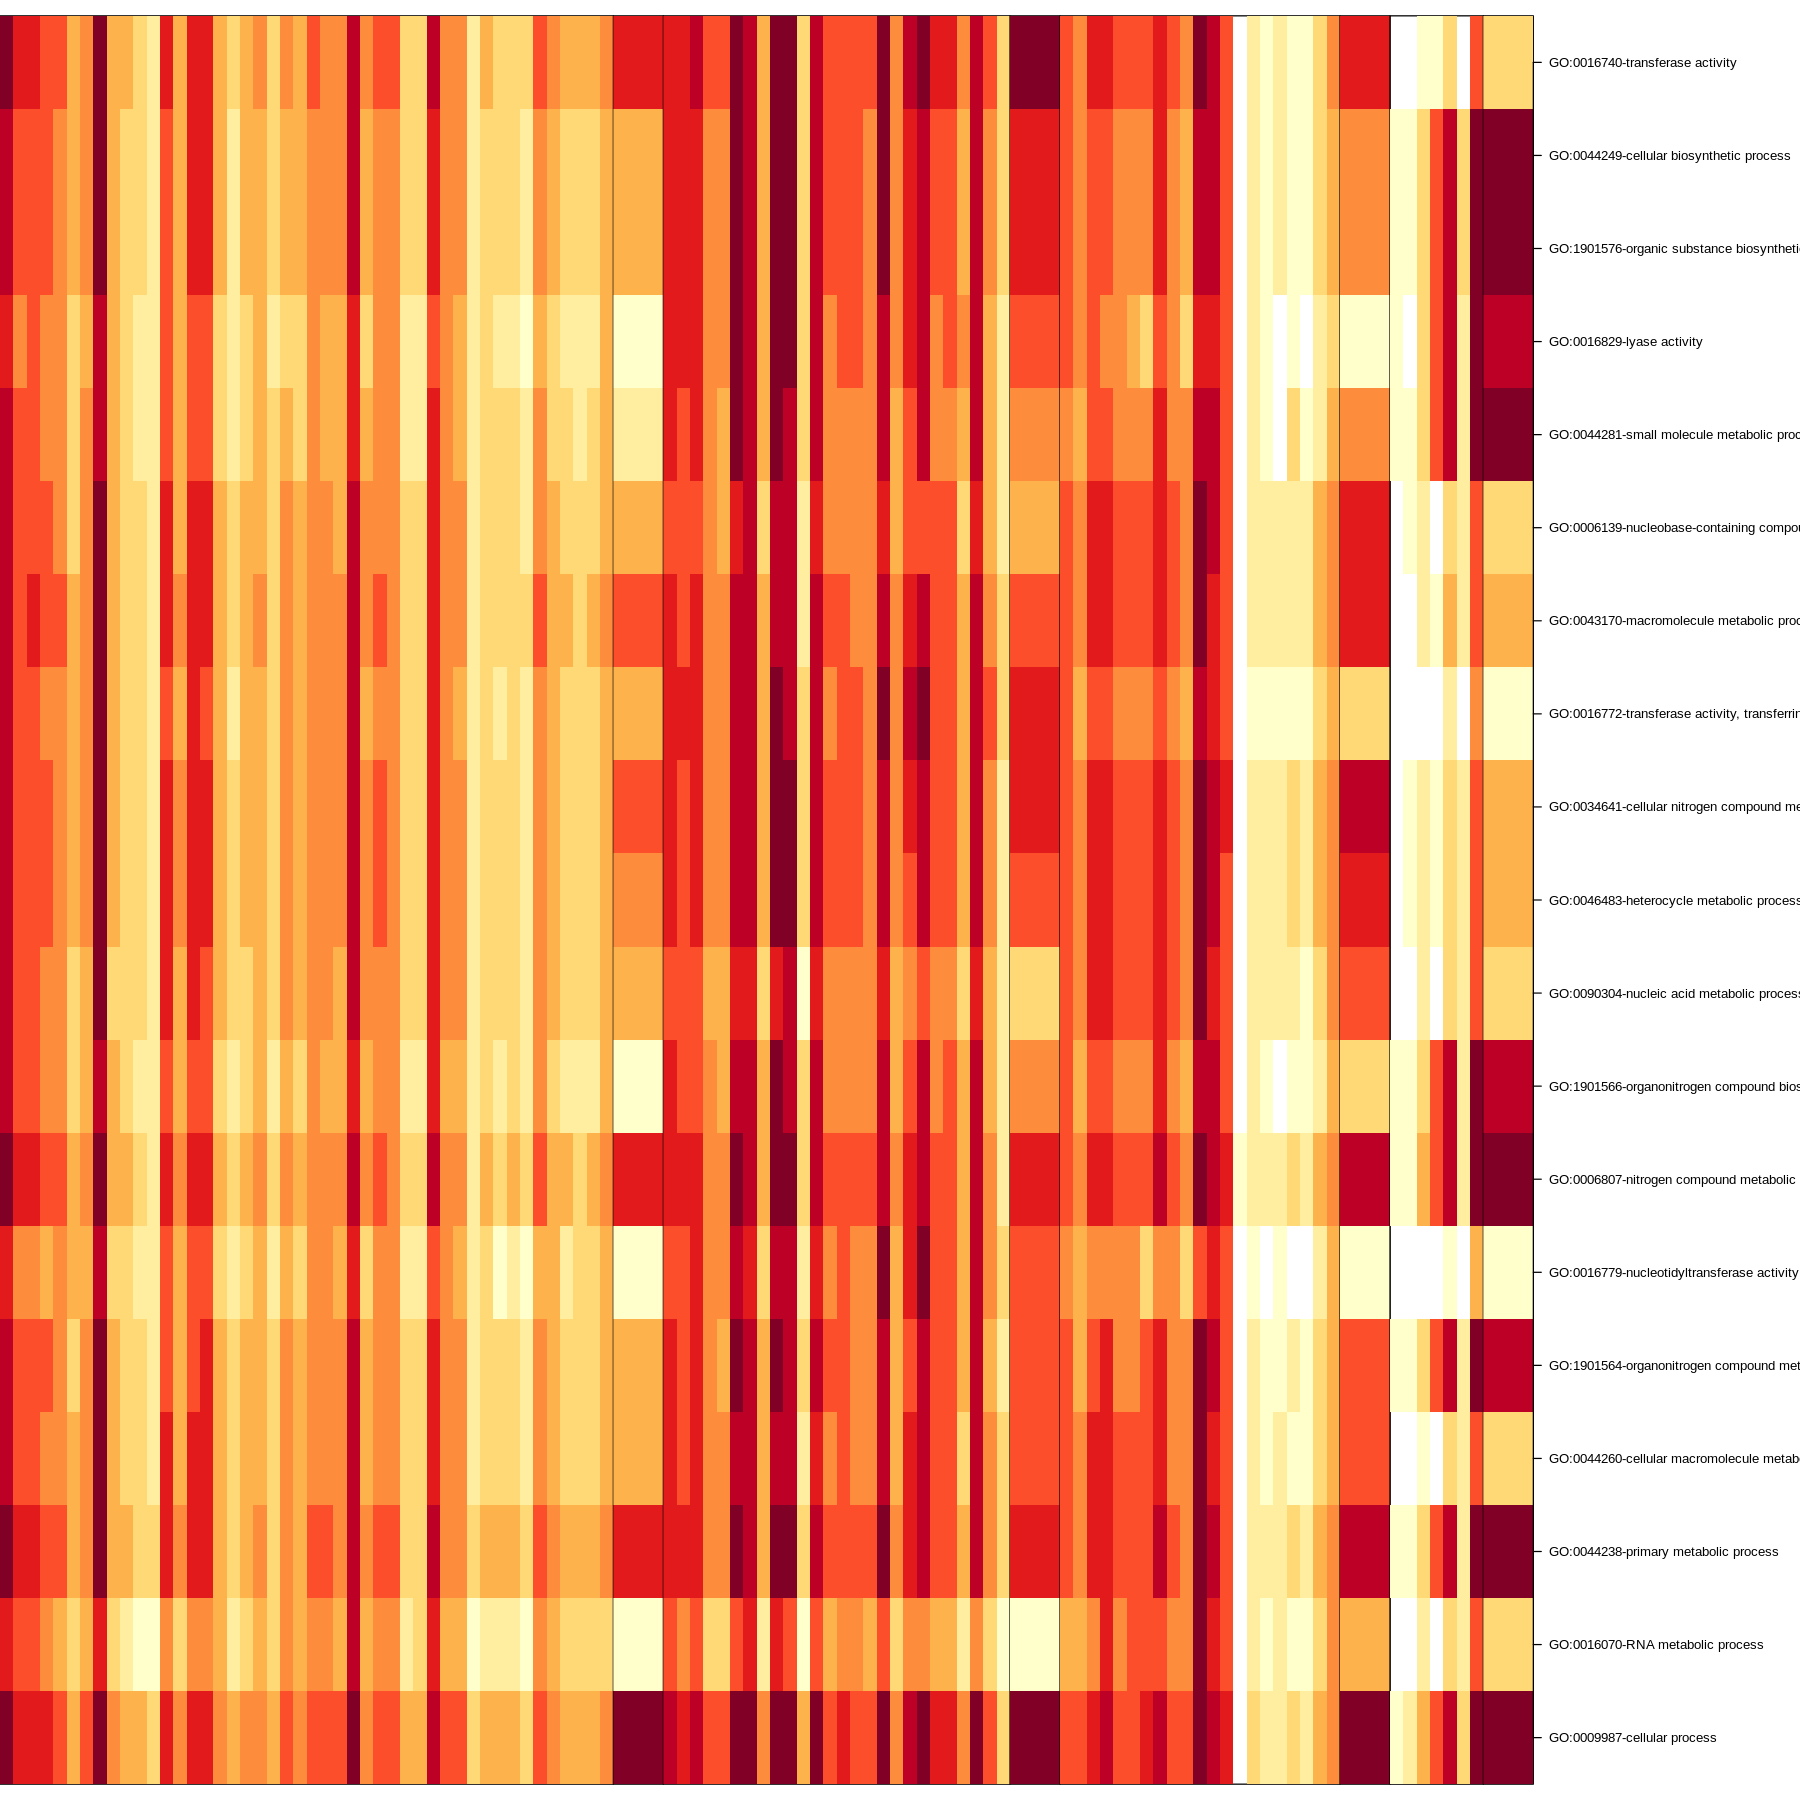 GO:0016740-transferase activity
GO:0044249-cellular biosynthetic process
GO:1901576-organic substance biosynthetic
GO:0016829-lyase activity
GO:0044281-small molecule metabolic proc
GO:0006139-nucleobase-containing compou
GO:0043170-macromolecule metabolic proc
GO:0016772-transferase activity, transferrin
GO:0034641-cellular nitrogen compound me
GO:0046483-heterocycle metabolic process
GO:0090304-nucleic acid metabolic process
GO:1901566-organonitrogen compound bios
GO:0006807-nitrogen compound metabolic
GO:0016779-nucleotidyltransferase activity
GO:1901564-organonitrogen compound met
GO:0044260-cellular macromolecule metabo
GO:0044238-primary metabolic process
GO:0016070-RNA metabolic process
GO:0009987-cellular process